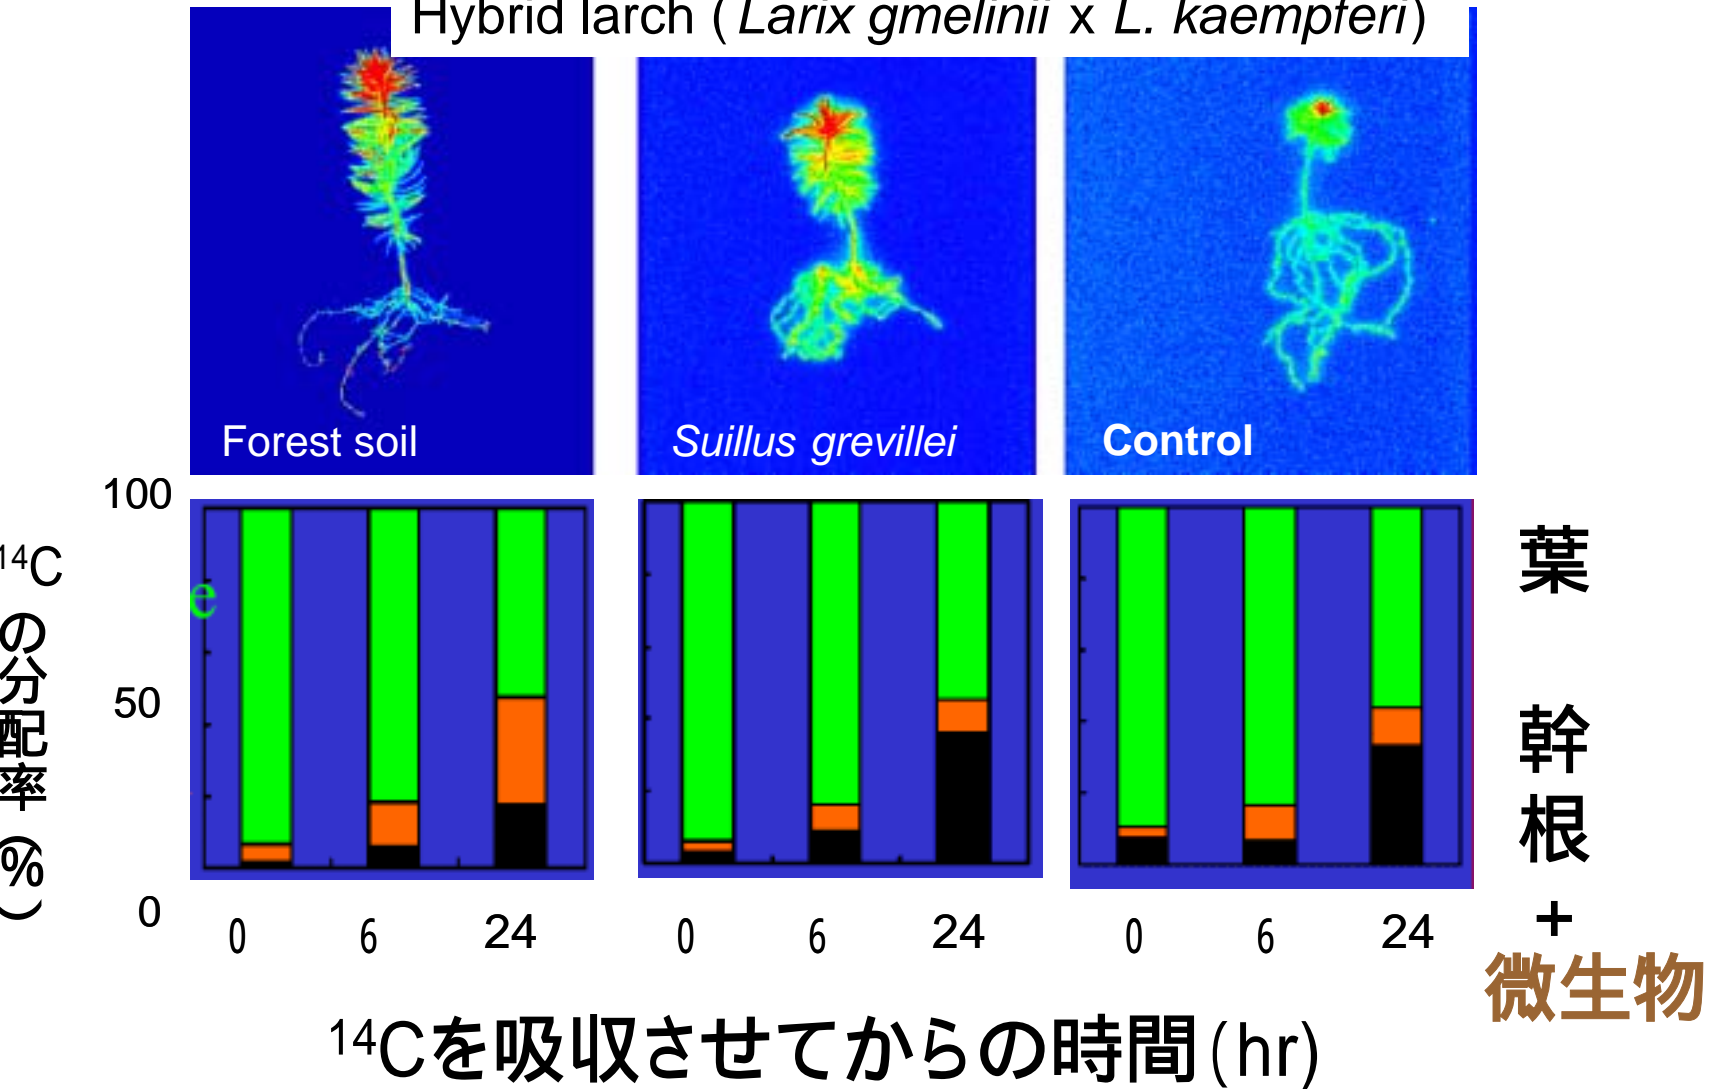 Hybrid larch (Larix gmelinii x L. kaempferi)
Forest soil
Suillus grevillei
Control
14C
の分配率(%)
100
50
0
e
0 6 24
0 6 24
0 6 24
14Cを吸収させてからの時間(hr)
葉
幹
根
+
微生物